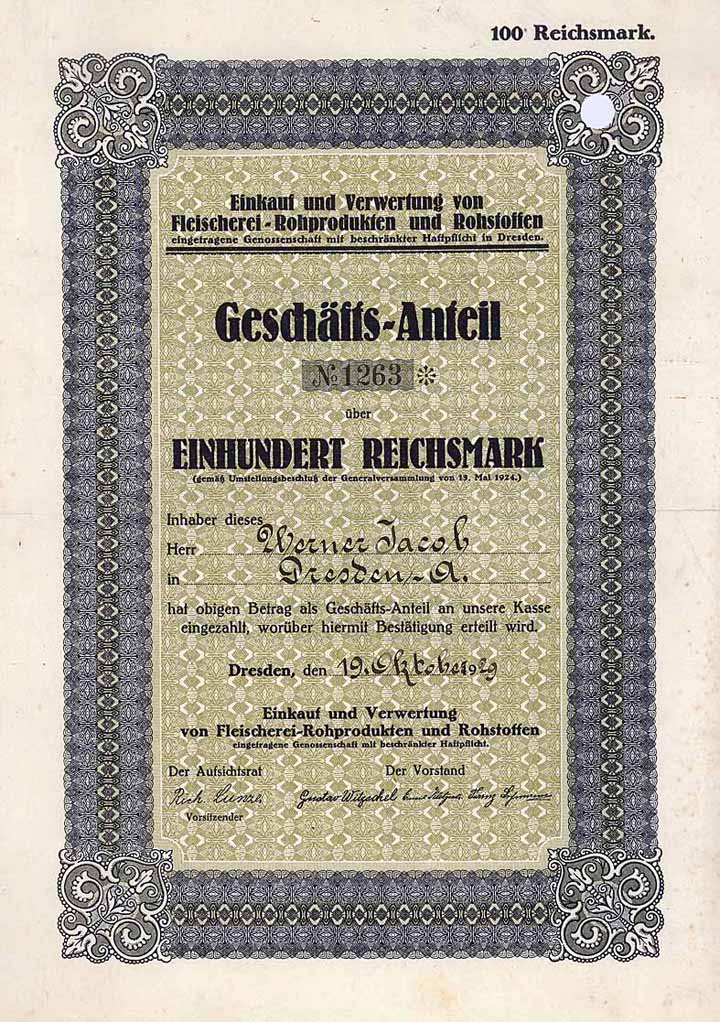 100 Reichsmark.
Einkauf und Verwertung von
Fleischerei-Rohprodukten und Rohstoffen
eingetragene Genossenschaft mit beschränkter Haftpflicht in Dresden.
Geschäfts-Anteil
№ 1263 *
über
EINHUNDERT REICHSMARK
(gemäß Umstellungsbeschluß der Generalversammlung von 13. Mai 1924.)
Inhaber dieses
Herr Werner Jacob
in Dresden-A.
hat obigen Betrag als Geschäfts-Anteil an unsere Kasse
eingezahlt, worüber hiermit Bestätigung erteilt wird.
Dresden, den 19. Oktober 1929
Einkauf und Verwertung
von Fleischerei-Rohprodukten und Rohstoffen
eingetragene Genossenschaft mit beschränkter Haftpflicht.
Der Aufsichtsrat Der Vorstand
Rich. Lunze. Gustav Witzschel
Vorsitzender